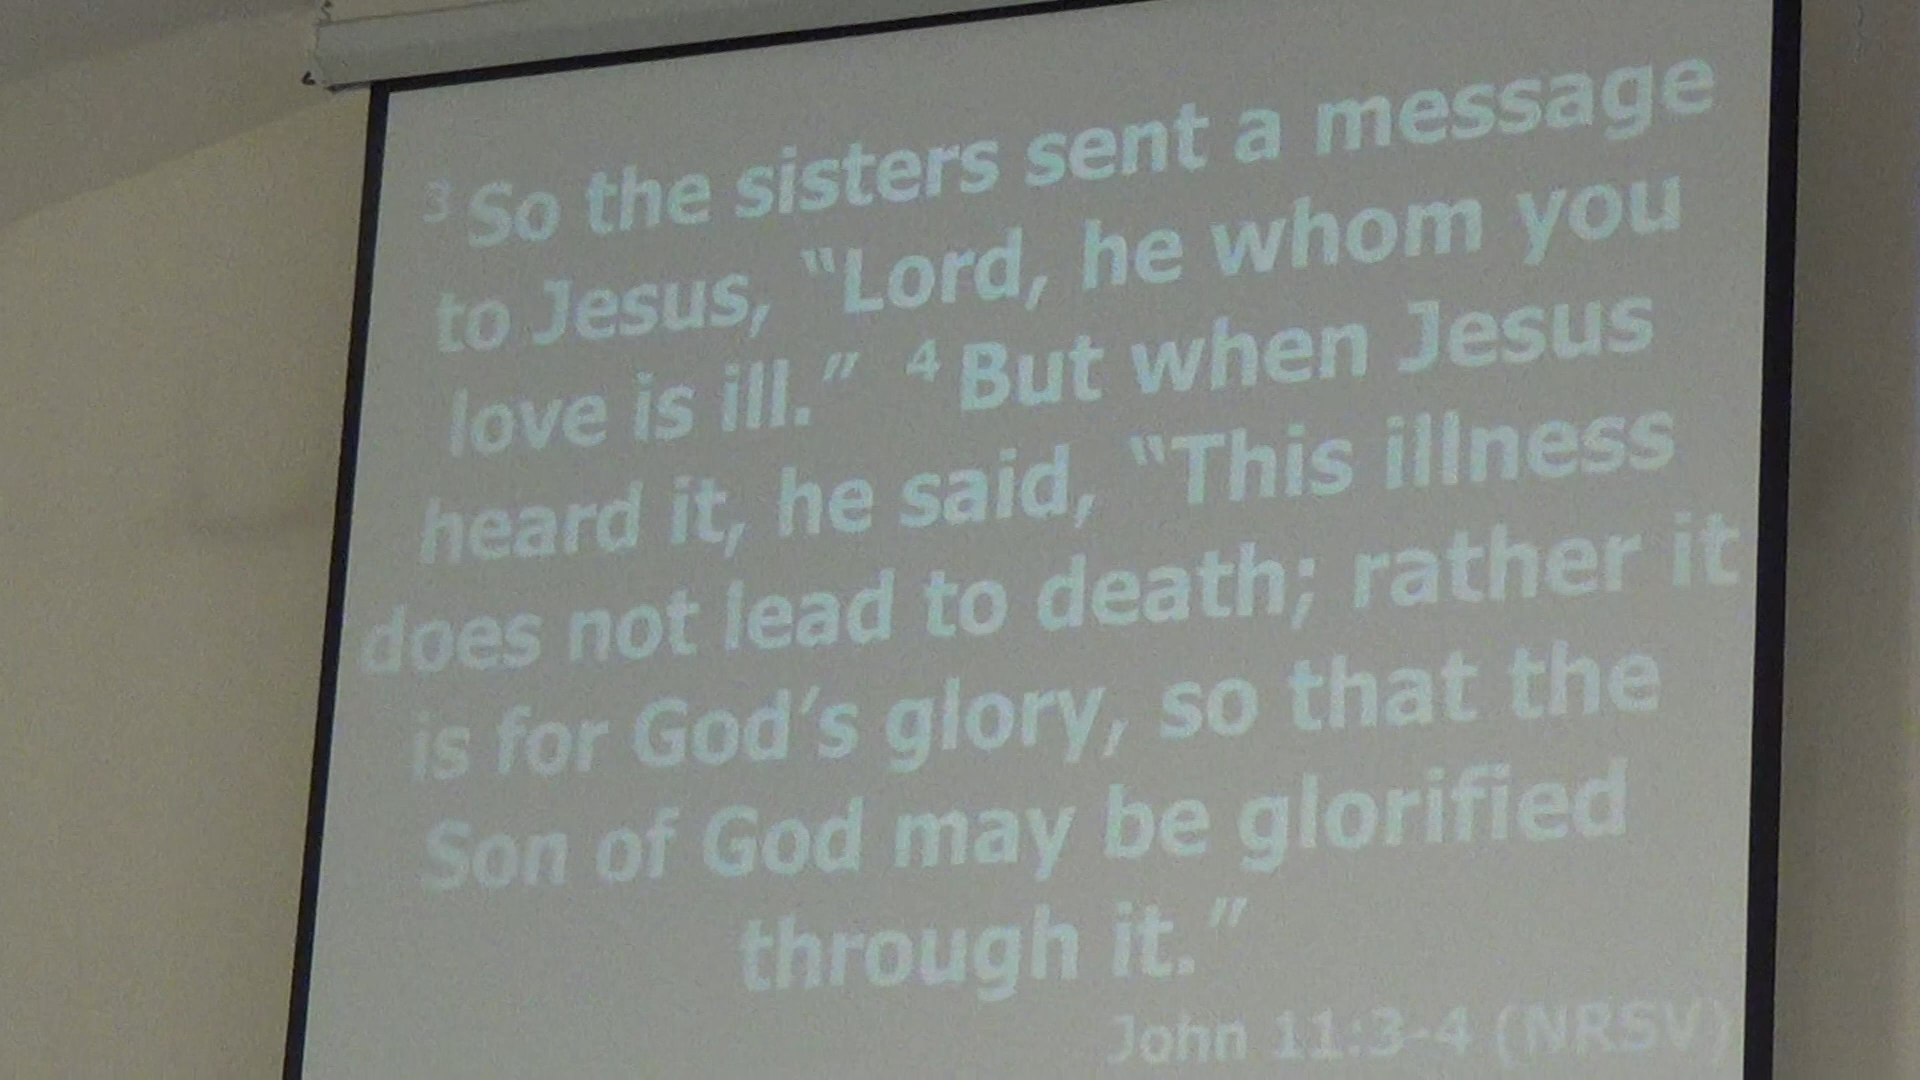 3 So the sisters sent a message
to Jesus, “Lord, he whom you
love is ill.” 4 But when Jesus
heard it, he said, “This illness
does not lead to death; rather it
is for God’s glory, so that the
Son of God may be glorified
through it.”
John 11:3-4 (NRSV)